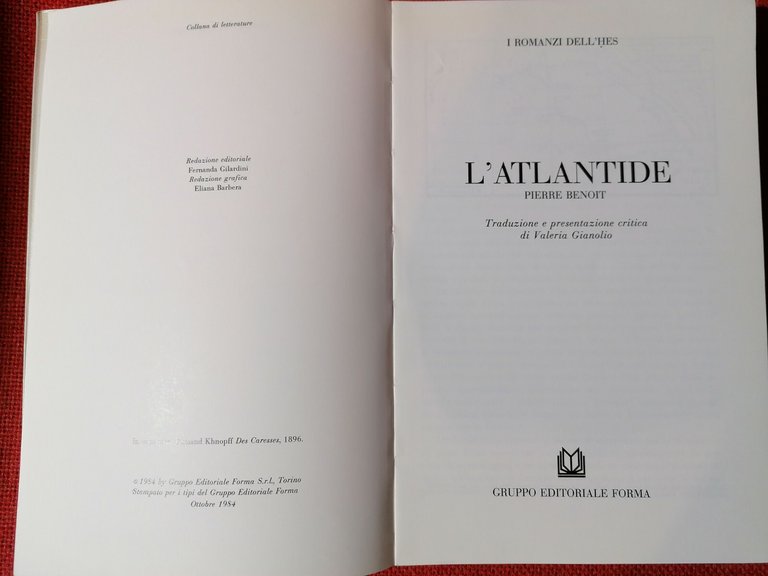 Collana di letterature
Redazione editoriale
Fernanda Gilardini
Redazione grafica
Eliana Barbera
Khnopff Des Caresses, 1896.
© 1984 by Gruppo Editoriale Forma S.r.l., Torino
Stampato per i tipi del Gruppo Editoriale Forma
Ottobre 1984
I ROMANZI DELL'ḤES
L'ATLANTIDE
PIERRE BENOIT
Traduzione e presentazione critica
di Valeria Gianolio
GRUPPO EDITORIALE FORMA